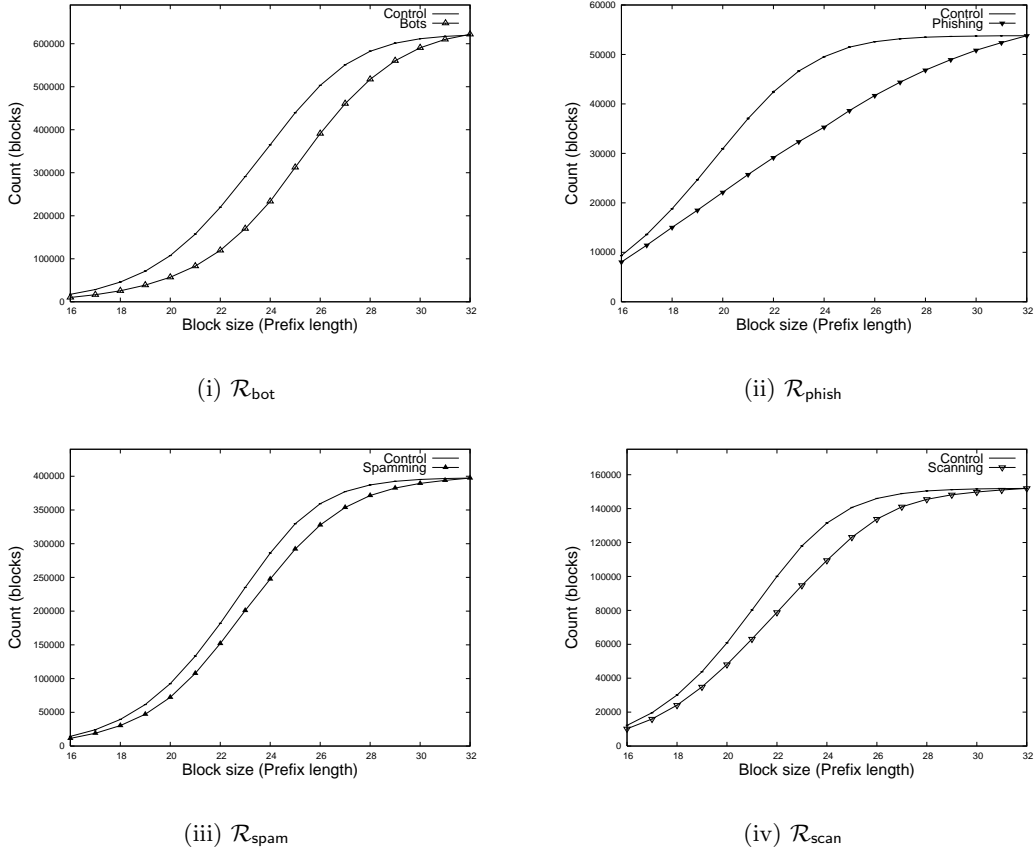 Control
Bots
600000
500000
400000
300000
200000
100000
0
Count (blocks)
16 18 20 22 24 26 28 30 32
Block size (Prefix length)
(i) R_bot
Control
Phishing
60000
50000
40000
30000
20000
10000
0
Count (blocks)
16 18 20 22 24 26 28 30 32
Block size (Prefix length)
(ii) R_phish
Control
Spamming
400000
350000
300000
250000
200000
150000
100000
50000
0
Count (blocks)
16 18 20 22 24 26 28 30 32
Block size (Prefix length)
(iii) R_spam
Control
Scanning
160000
140000
120000
100000
80000
60000
40000
20000
0
Count (blocks)
16 18 20 22 24 26 28 30 32
Block size (Prefix length)
(iv) R_scan